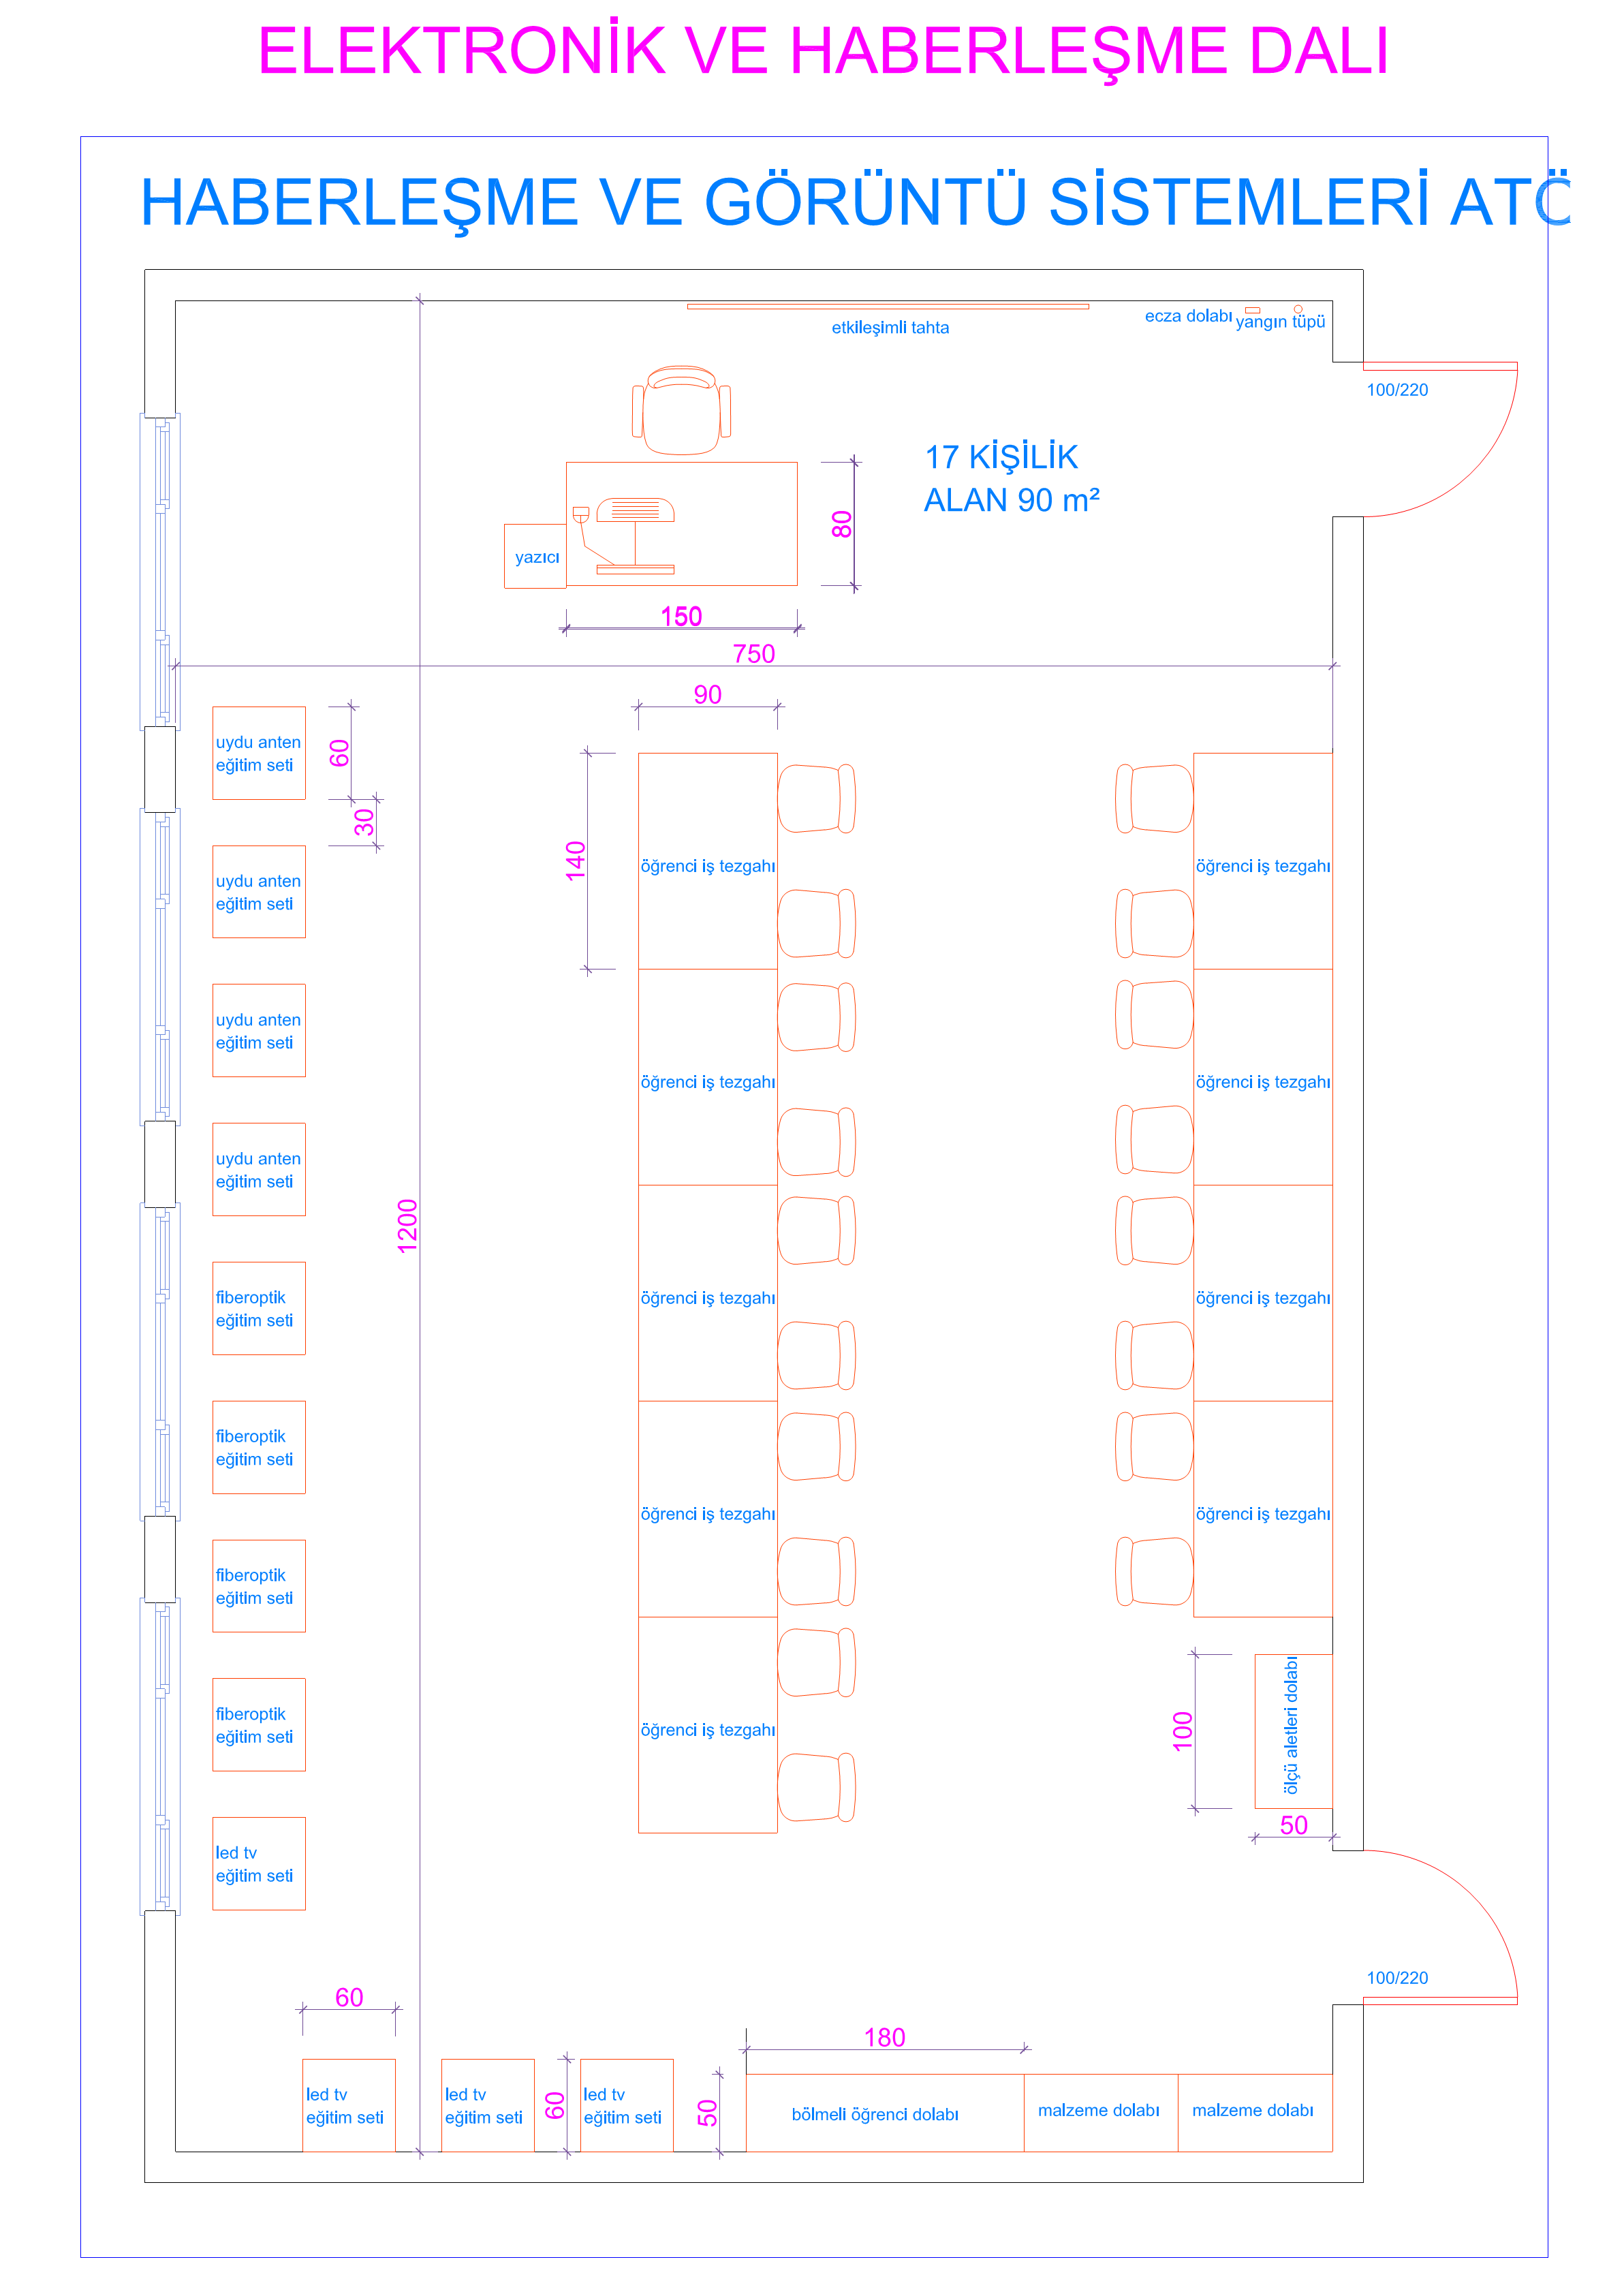 ELEKTRONİK VE HABERLEŞME DALI
HABERLEŞME VE GÖRÜNTÜ SİSTEMLERİ ATÖ
etkileşimli tahta
ecza dolabı
yangın tüpü
100/220
17 KİŞİLİK
ALAN 90 m²
80
yazıcı
150
750
90
uydu anten
eğitim seti
60
30
140
öğrenci iş tezgahı
öğrenci iş tezgahı
uydu anten
eğitim seti
uydu anten
eğitim seti
öğrenci iş tezgahı
öğrenci iş tezgahı
uydu anten
eğitim seti
1200
fiberoptik
eğitim seti
öğrenci iş tezgahı
öğrenci iş tezgahı
fiberoptik
eğitim seti
öğrenci iş tezgahı
öğrenci iş tezgahı
fiberoptik
eğitim seti
fiberoptik
eğitim seti
öğrenci iş tezgahı
100
ölçü aletleri dolabı
50
led tv
eğitim seti
100/220
60
180
led tv
eğitim seti
led tv
eğitim seti
60
led tv
eğitim seti
50
bölmeli öğrenci dolabı
malzeme dolabı
malzeme dolabı